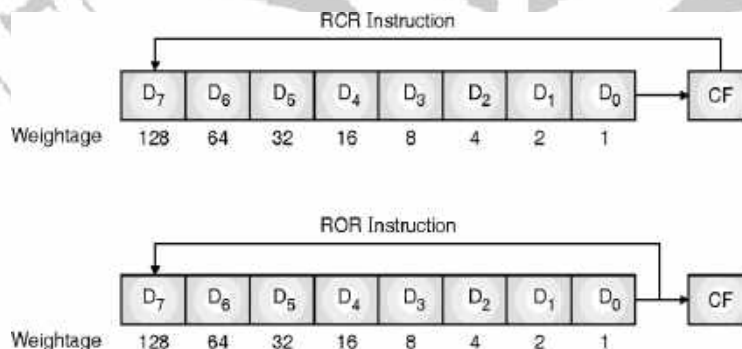 RCR Instruction
D7 D6 D5 D4 D3 D2 D1 D0 CF
Weightage 128 64 32 16 8 4 2 1
ROR Instruction
D7 D6 D5 D4 D3 D2 D1 D0 CF
Weightage 128 64 32 16 8 4 2 1